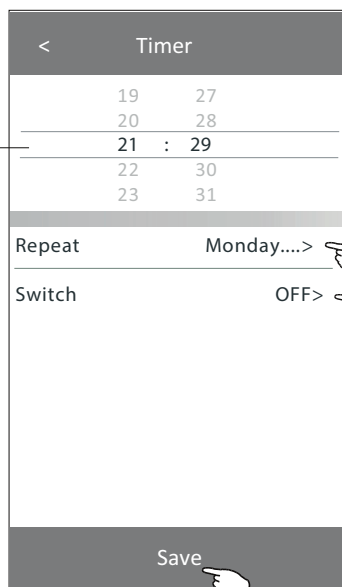 < Timer
19 27
20 28
21 : 29
22 30
23 31
Repeat Monday....>
Switch OFF>
Save